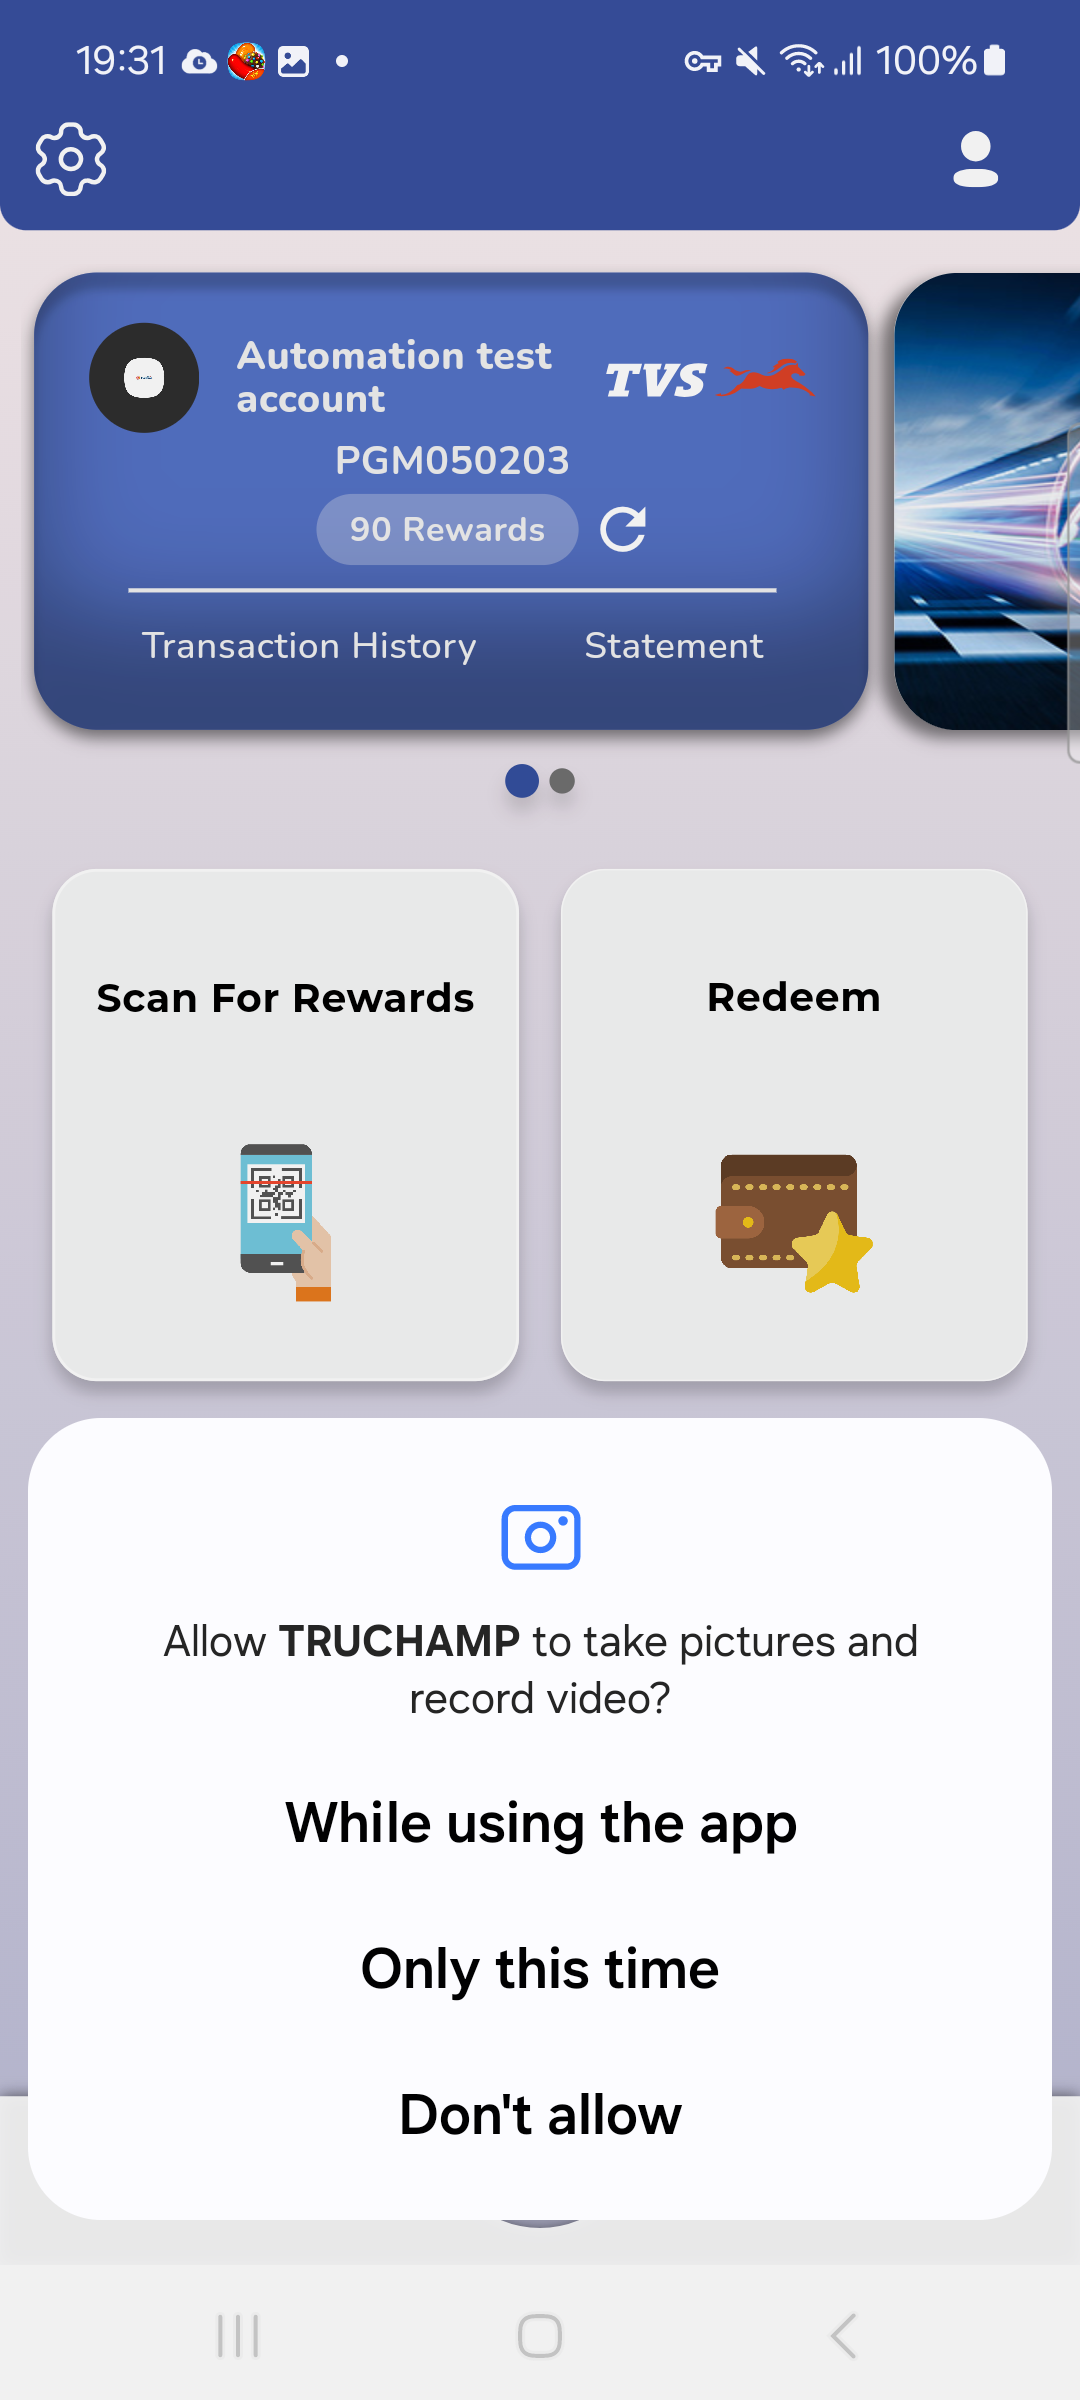 19:31
100%
Automation test
account
TVS
PGM050203
90 Rewards
Transaction History
Statement
Scan For Rewards
Redeem
Allow TRUCHAMP to take pictures and
record video?
While using the app
Only this time
Don't allow